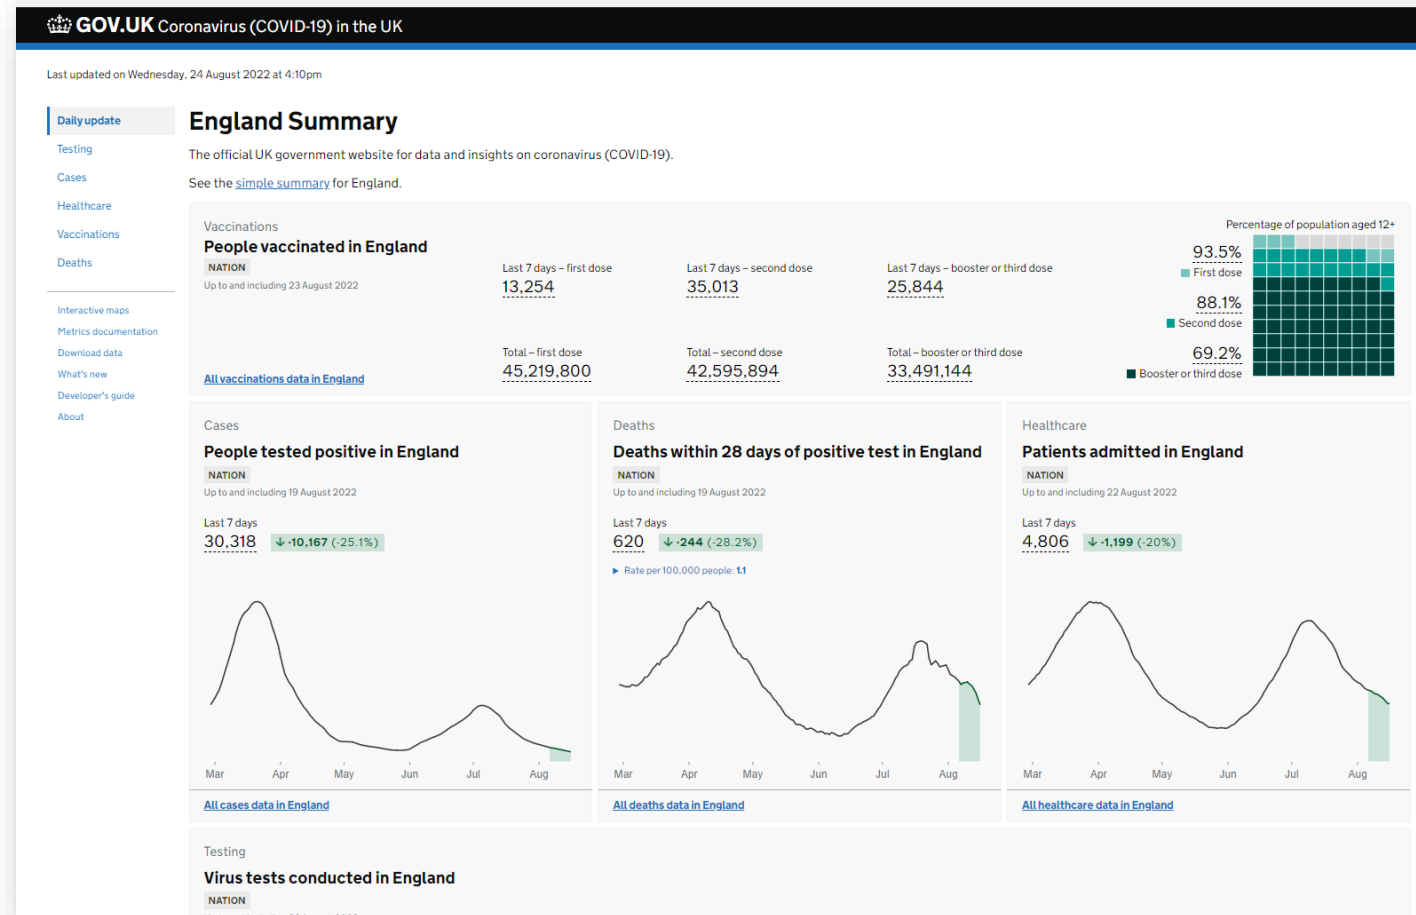 GOV.UK Coronavirus (COVID-19) in the UK
Last updated on Wednesday, 24 August 2022 at 4:10pm
Daily update
Testing
Cases
Healthcare
Vaccinations
Deaths
Interactive maps
Metrics documentation
Download data
What's new
Developer's guide
About
England Summary
The official UK government website for data and insights on coronavirus (COVID-19).
See the simple summary for England.
Vaccinations
People vaccinated in England
NATION
Up to and including 23 August 2022
All vaccinations data in England
Last 7 days – first dose
13,254
Last 7 days – second dose
35,013
Last 7 days – booster or third dose
25,844
Total – first dose
45,219,800
Total – second dose
42,595,894
Total – booster or third dose
33,491,144
Percentage of population aged 12+
93.5%
First dose
88.1%
Second dose
69.2%
Booster or third dose
Cases
People tested positive in England
NATION
Up to and including 19 August 2022
Last 7 days
30,318 ↓ -10,167 (-25.1%)
Mar Apr May Jun Jul Aug
All cases data in England
Deaths
Deaths within 28 days of positive test in England
NATION
Up to and including 19 August 2022
Last 7 days
620 ↓ -244 (-28.2%)
► Rate per 100,000 people: 1.1
Mar Apr May Jun Jul Aug
All deaths data in England
Healthcare
Patients admitted in England
NATION
Up to and including 22 August 2022
Last 7 days
4,806 ↓ -1,199 (-20%)
Mar Apr May Jun Jul Aug
All healthcare data in England
Testing
Virus tests conducted in England
NATION